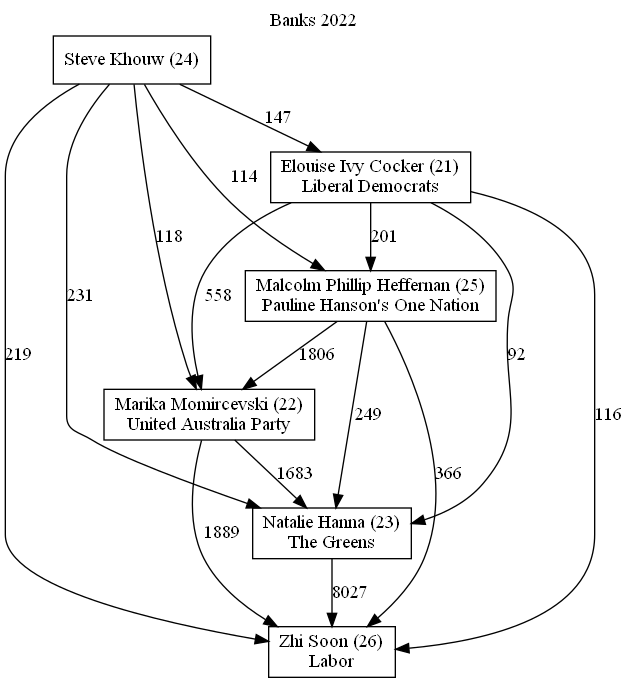 Banks 2022
Steve Khouw (24)
147
Elouise Ivy Cocker (21)
Liberal Democrats
114
118
201
Malcolm Phillip Heffernan (25)
Pauline Hanson's One Nation
231
558
219
1806
92
Marika Momircevski (22)
United Australia Party
249
116
1683
366
Natalie Hanna (23)
The Greens
1889
8027
Zhi Soon (26)
Labor